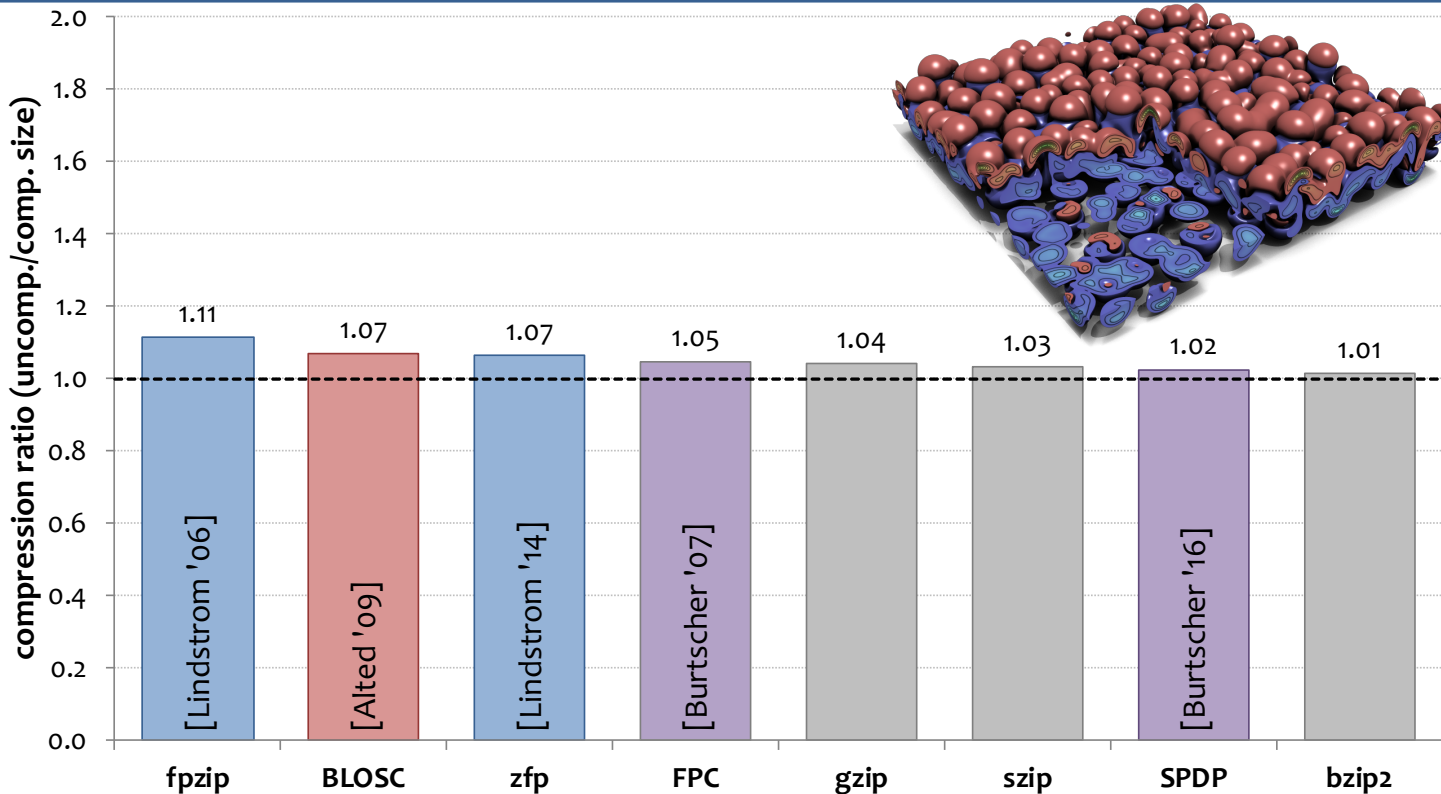 compression ratio (uncomp./comp. size)
2.0
1.8
1.6
1.4
1.2
1.0
0.8
0.6
0.4
0.2
0.0
1.11
1.07
1.07
1.05
1.04
1.03
1.02
1.01
[Lindstrom '06]
[Alted '09]
[Lindstrom '14]
[Burtscher '07]
[Burtscher '16]
fpzip
BLOSC
zfp
FPC
gzip
szip
SPDP
bzip2